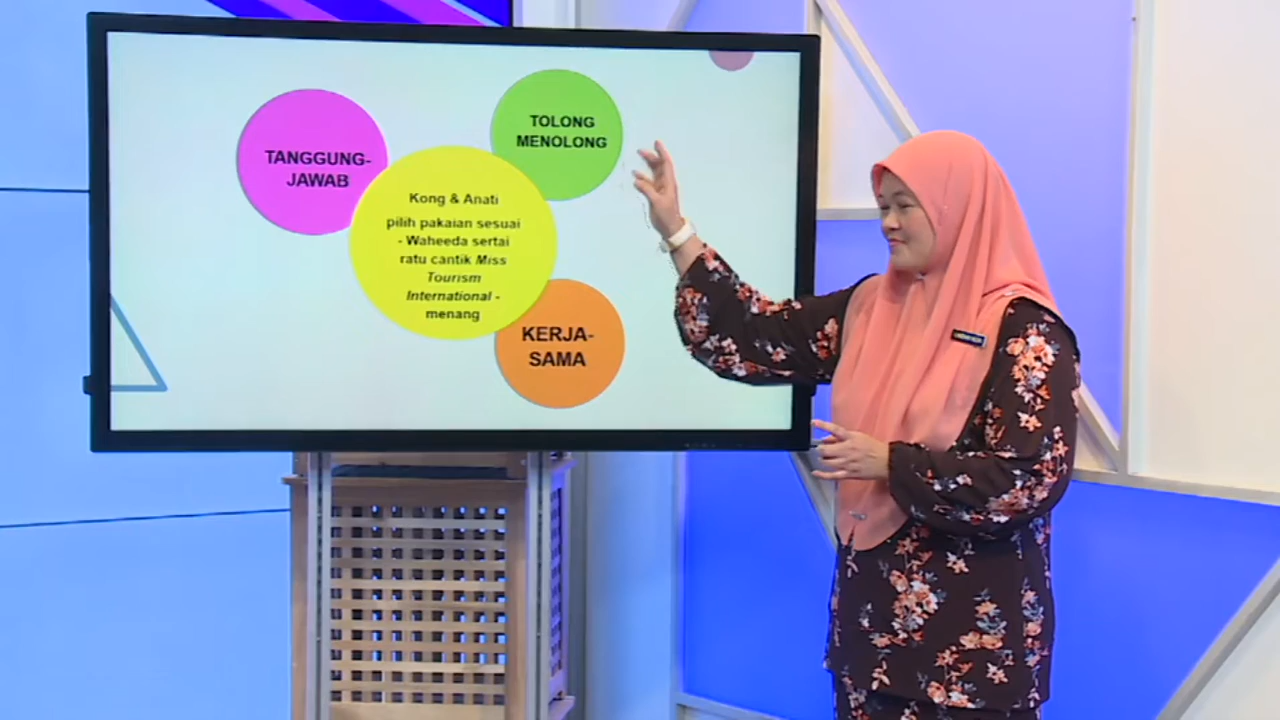 TOLONG
MENOLONG
TANGGUNG-
JAWAB
Kong & Anati
pilih pakaian sesuai
- Waheeda sertai
ratu cantik Miss
Tourism
International -
menang
KERJA-
SAMA